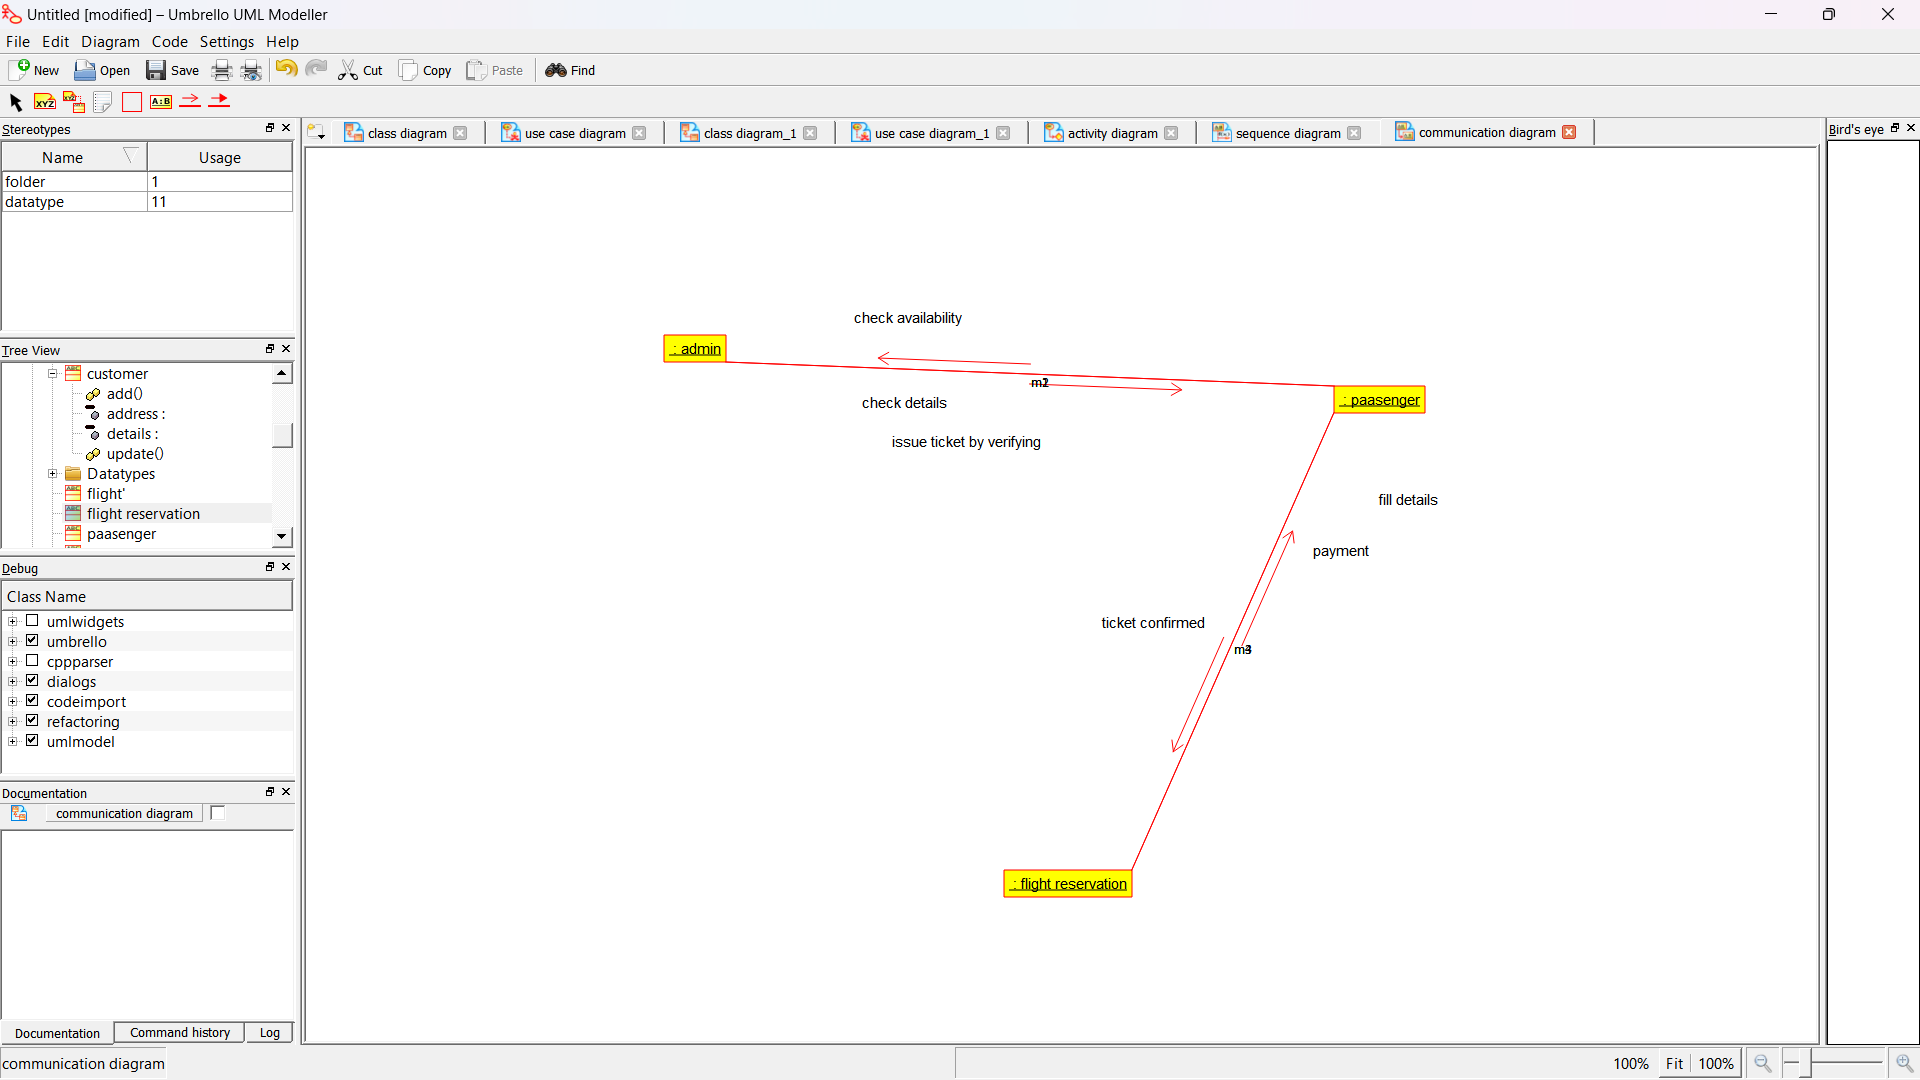 Untitled [modified] – Umbrello UML Modeller
File Edit Diagram Code Settings Help
New Open Save Cut Copy Paste Find
XYZ XYZ A:B
Stereotypes
Name Usage
folder 1
datatype 11
Tree View
customer
add()
address :
details :
update()
Datatypes
flight'
flight reservation
paasenger
Debug
Class Name
umlwidgets
umbrello
cppparser
dialogs
codeimport
refactoring
umlmodel
Documentation
communication diagram
Documentation Command history Log
communication diagram
class diagram use case diagram class diagram_1 use case diagram_1 activity diagram sequence diagram communication diagram
check availability
: admin
check details
: paasenger
issue ticket by verifying
fill details
payment
ticket confirmed
: flight reservation
Bird's eye
100% Fit 100%